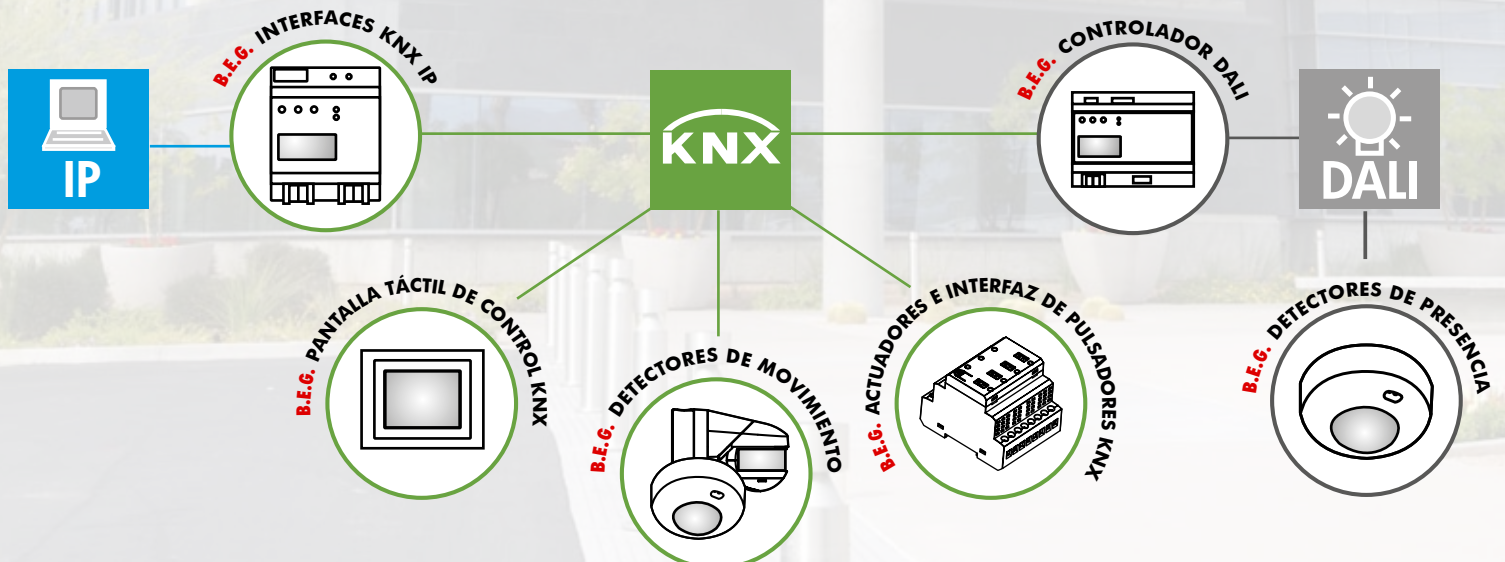 B.E.G. INTERFACES KNX IP
B.E.G. CONTROLADOR DALI
IP
KNX
DALI
B.E.G. PANTALLA TÁCTIL DE CONTROL KNX
B.E.G. DETECTORES DE MOVIMIENTO
B.E.G. ACTUADORES E INTERFAZ DE PULSADORES KNX
B.E.G. DETECTORES DE PRESENCIA